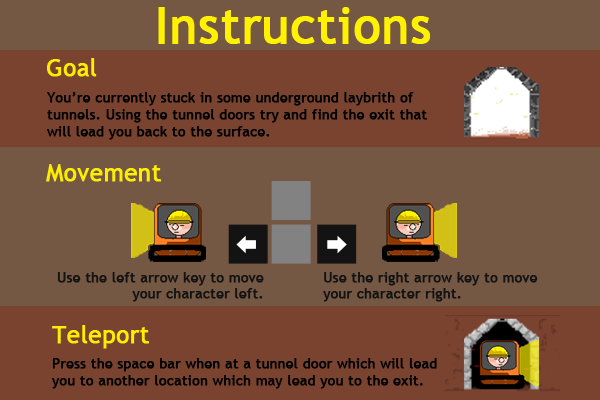 Instructions
Goal
You're currently stuck in some underground laybrith of
tunnels. Using the tunnel doors try and find the exit that
will lead you back to the surface.
Movement
Use the left arrow key to move
your character left.
Use the right arrow key to move
your character right.
Teleport
Press the space bar when at a tunnel door which will lead
you to another location which may lead you to the exit.